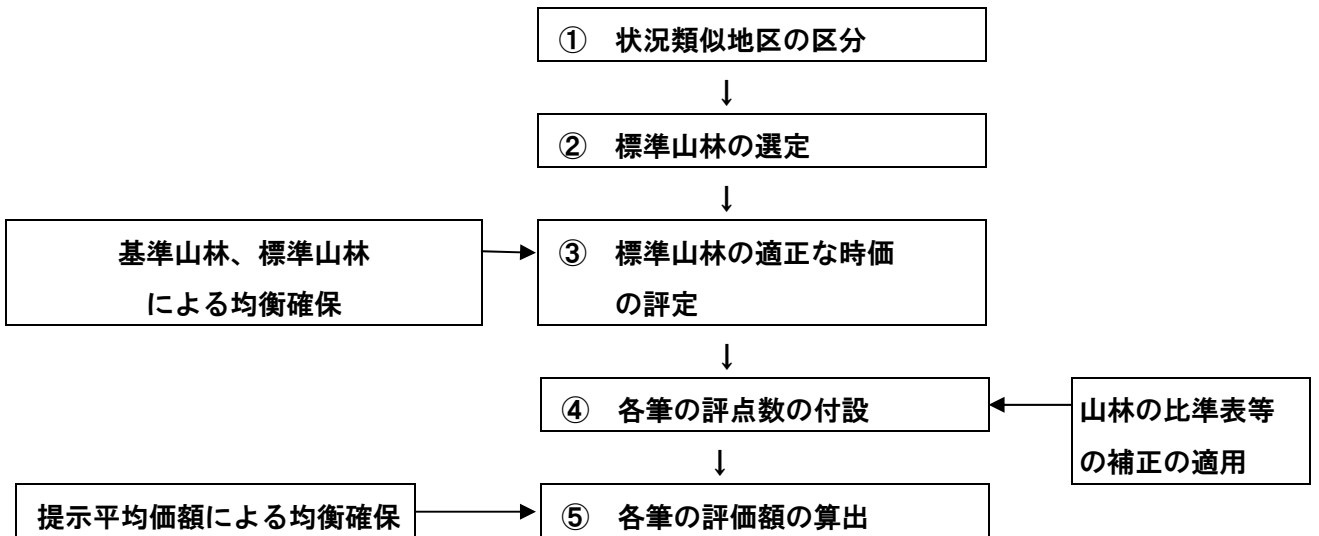 ① 状況類似地区の区分
↓
② 標準山林の選定
↓
基準山林、標準山林
による均衡確保
③ 標準山林の適正な時価
の評定
↓
④ 各筆の評点数の付設
山林の比準表等
の補正の適用
↓
提示平均価額による均衡確保
⑤ 各筆の評価額の算出